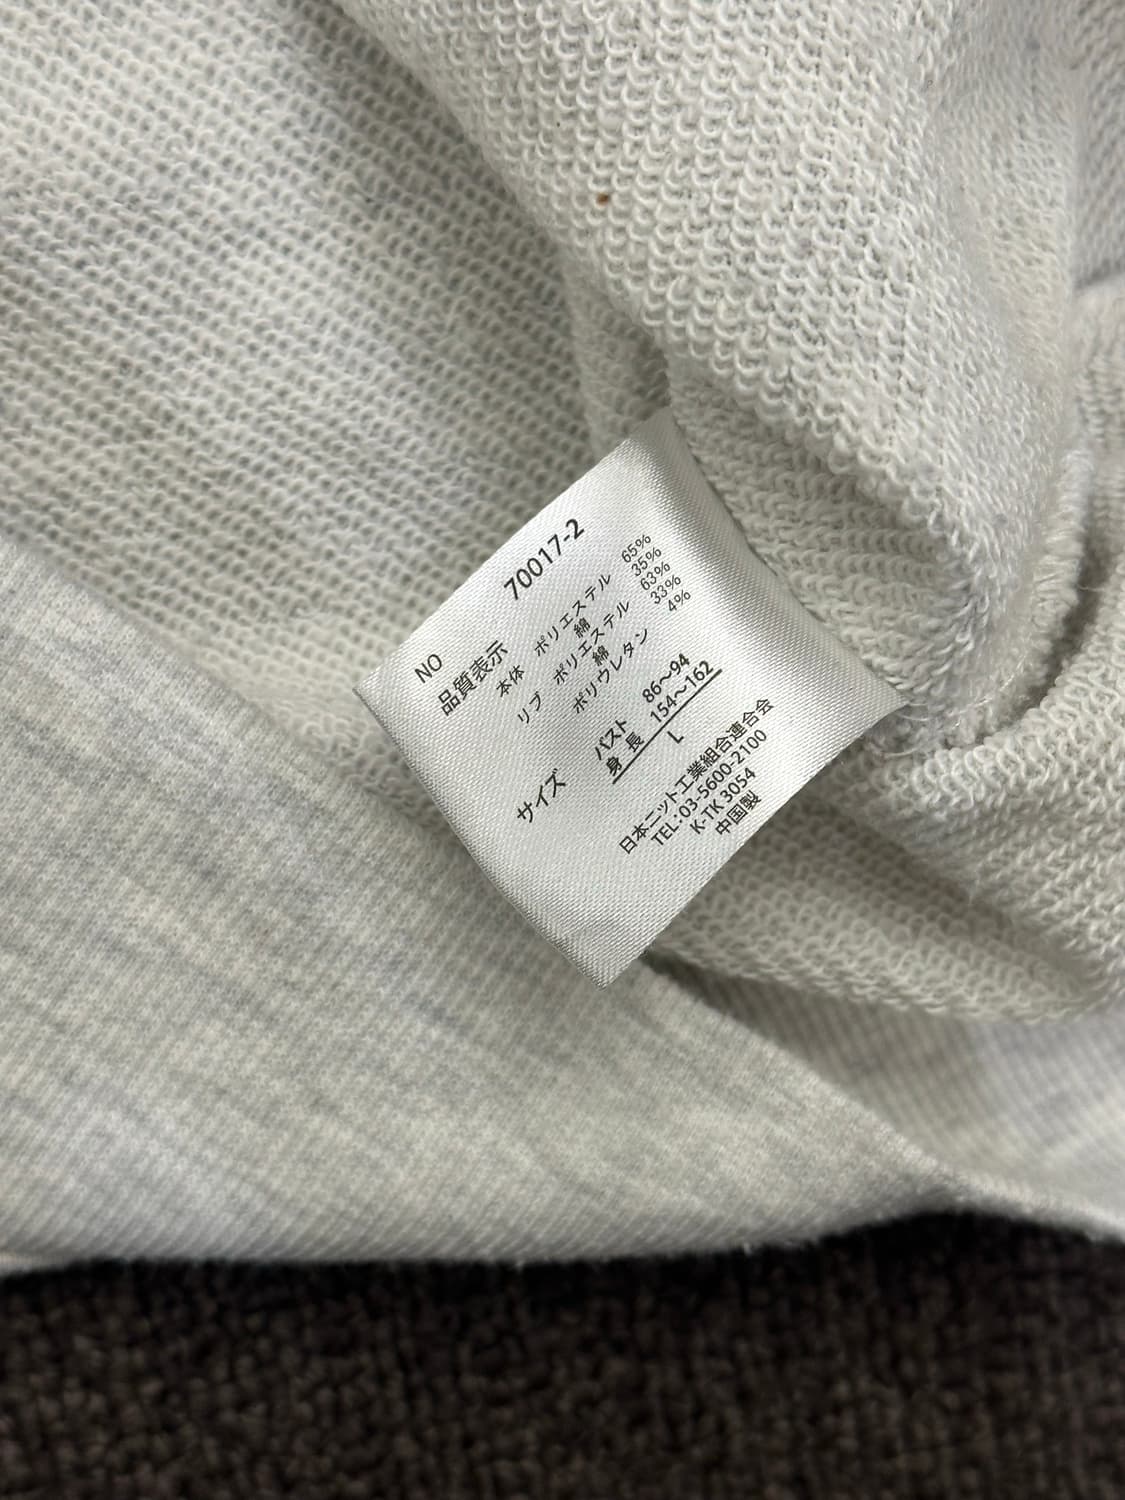 NO 70017-2
品質表示
本体 ポリエステル 65%
綿 35%
リブ ポリエステル 63%
綿 33%
ポリウレタン 4%
サイズ バスト 86〜94
身長 154〜162
L
日本ニット工業組合連合会
TEL:03-5600-2100
K-TK 3054
中国製